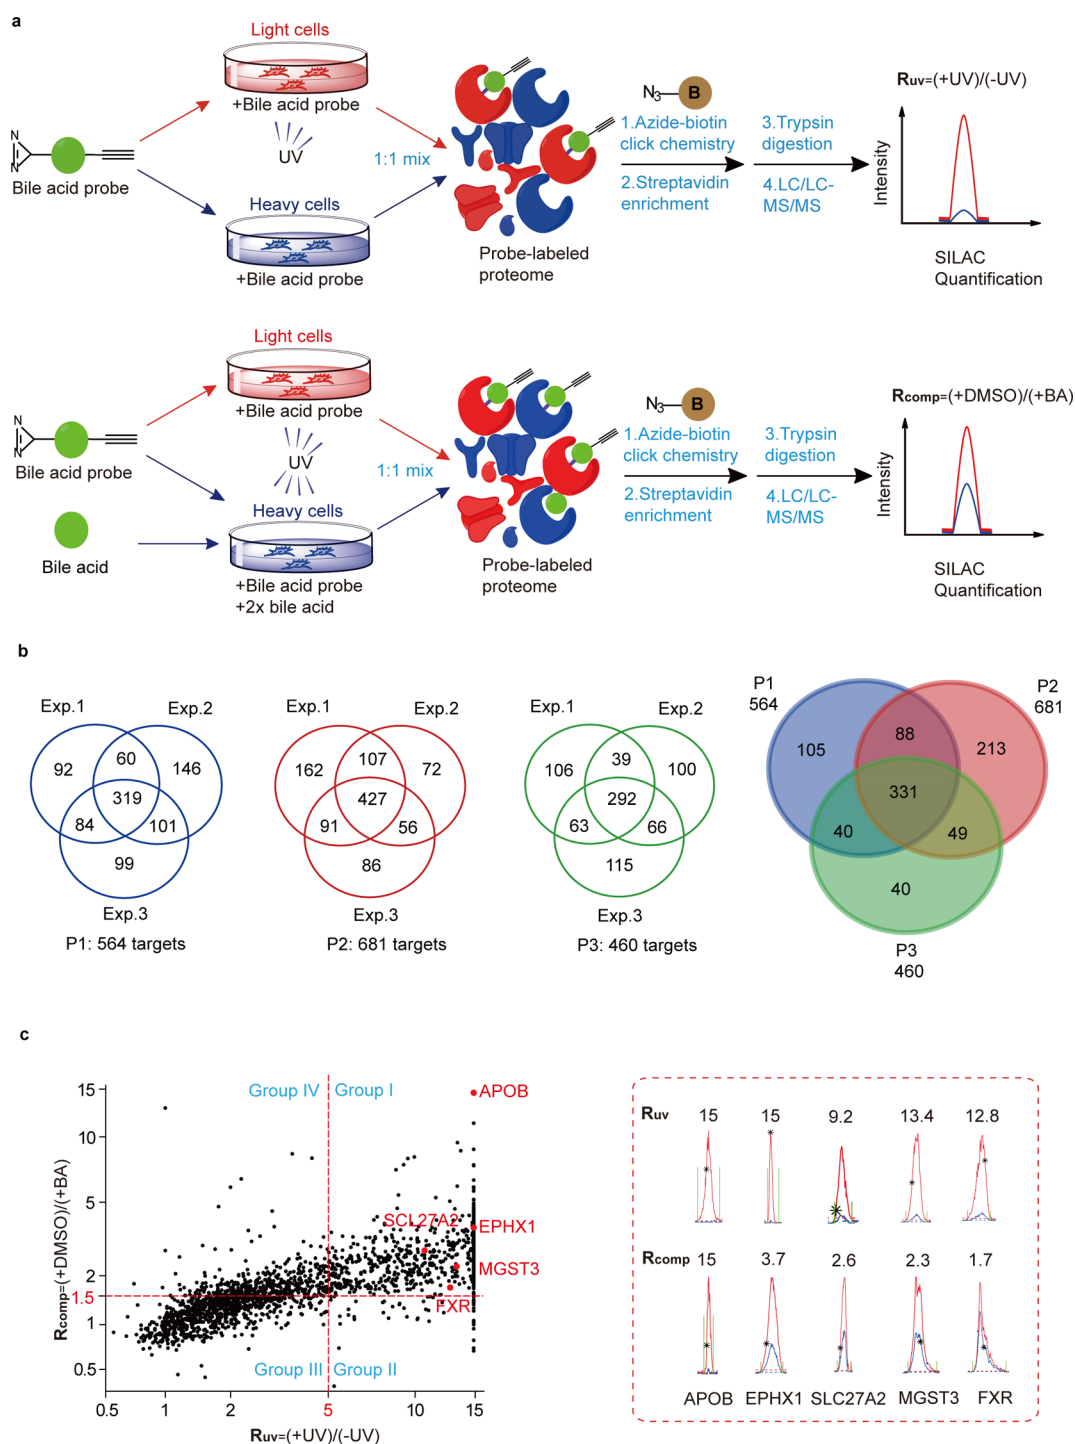 a
Light cells
+Bile acid probe
UV
N
N
Bile acid probe
Heavy cells
+Bile acid probe
1:1 mix
Probe-labeled
proteome
N3
B
1.Azide-biotin
click chemistry
2.Streptavidin
enrichment
3.Trypsin
digestion
4.LC/LC-
MS/MS
Ruv=(+UV)/(-UV)
Intensity
SILAC
Quantification
Light cells
+Bile acid probe
UV
N
N
Bile acid probe
Bile acid
Heavy cells
+Bile acid probe
+2x bile acid
1:1 mix
Probe-labeled
proteome
N3
B
1.Azide-biotin
click chemistry
2.Streptavidin
enrichment
3.Trypsin
digestion
4.LC/LC-
MS/MS
Rcomp=(+DMSO)/(+BA)
Intensity
SILAC
Quantification
b
Exp.1 Exp.2
92 60 146
319
84 101
99
Exp.3
P1: 564 targets
Exp.1 Exp.2
162 107 72
427
91 56
86
Exp.3
P2: 681 targets
Exp.1 Exp.2
106 39 100
292
63 66
115
Exp.3
P3: 460 targets
P1
564
P2
681
105 88 213
331
40 49
40
P3
460
c
Rcomp=(+DMSO)/(+BA)
15
10
5
2
1.5
1
0.5
Group IV Group I
APOB
SCL27A2
EPHX1
MGST3
FXR
Group III Group II
0.5 1 2 5 10 15
Ruv=(+UV)/(-UV)
Ruv 15 15 9.2 13.4 12.8
Rcomp 15 3.7 2.6 2.3 1.7
APOB EPHX1 SLC27A2 MGST3 FXR